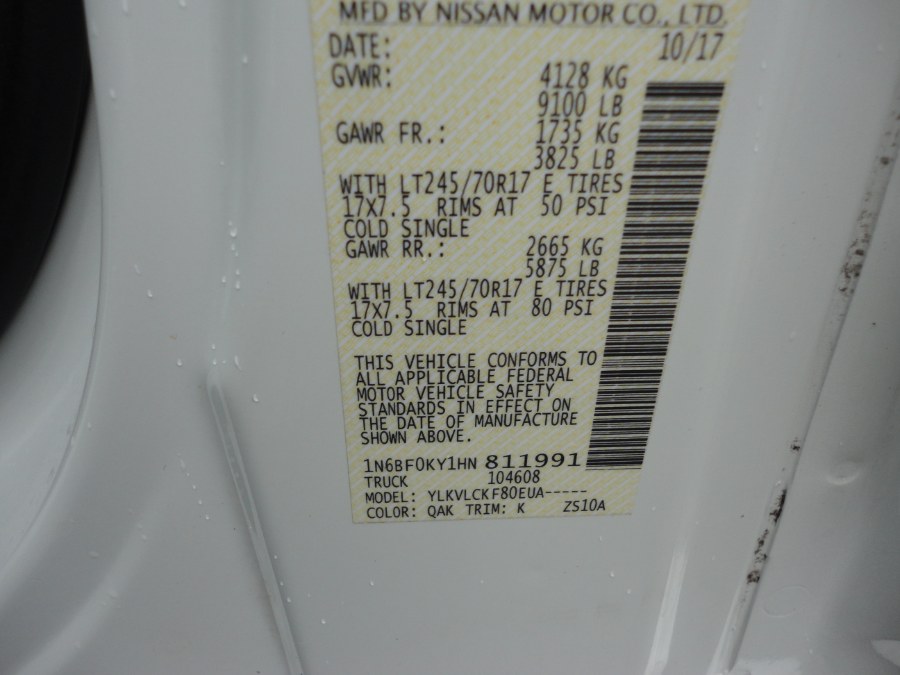 MFD BY NISSAN MOTOR CO., LTD.
DATE: 10/17
GVWR: 4128 KG
9100 LB
GAWR FR.: 1735 KG
3825 LB
WITH LT245/70R17 E TIRES
17X7.5 RIMS AT 50 PSI
COLD SINGLE
GAWR RR.: 2665 KG
5875 LB
WITH LT245/70R17 E TIRES
17X7.5 RIMS AT 80 PSI
COLD SINGLE
THIS VEHICLE CONFORMS TO
ALL APPLICABLE FEDERAL
MOTOR VEHICLE SAFETY
STANDARDS IN EFFECT ON
THE DATE OF MANUFACTURE
SHOWN ABOVE.
1N6BF0KY1HN 811991
TRUCK 104608
MODEL: YLKVLCKF80EUA-----
COLOR: QAK TRIM: K ZS10A